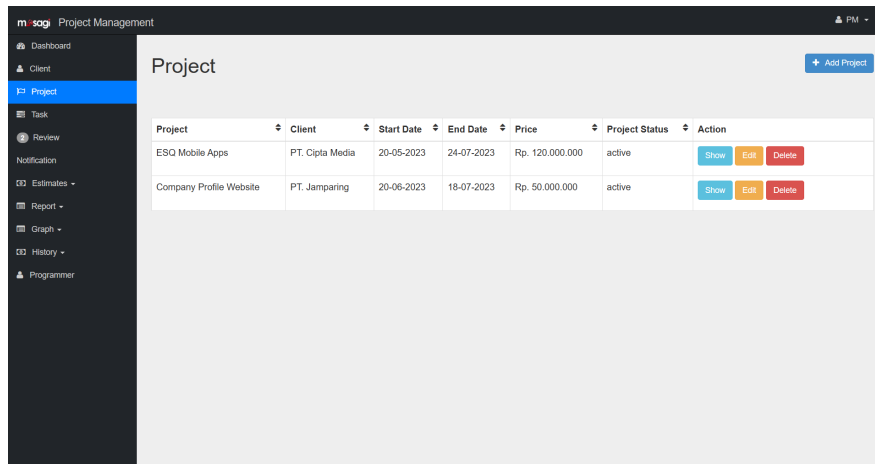 Project Management
PM
Dashboard
Client
Project
Task
2 Review
Notification
Estimates
Report
Graph
History
Programmer
Project
+ Add Project
Project Client Start Date End Date Price Project Status Action
ESQ Mobile Apps PT. Cipta Media 20-05-2023 24-07-2023 Rp. 120.000.000 active Show Edit Delete
Company Profile Website PT. Jamparing 20-06-2023 18-07-2023 Rp. 50.000.000 active Show Edit Delete